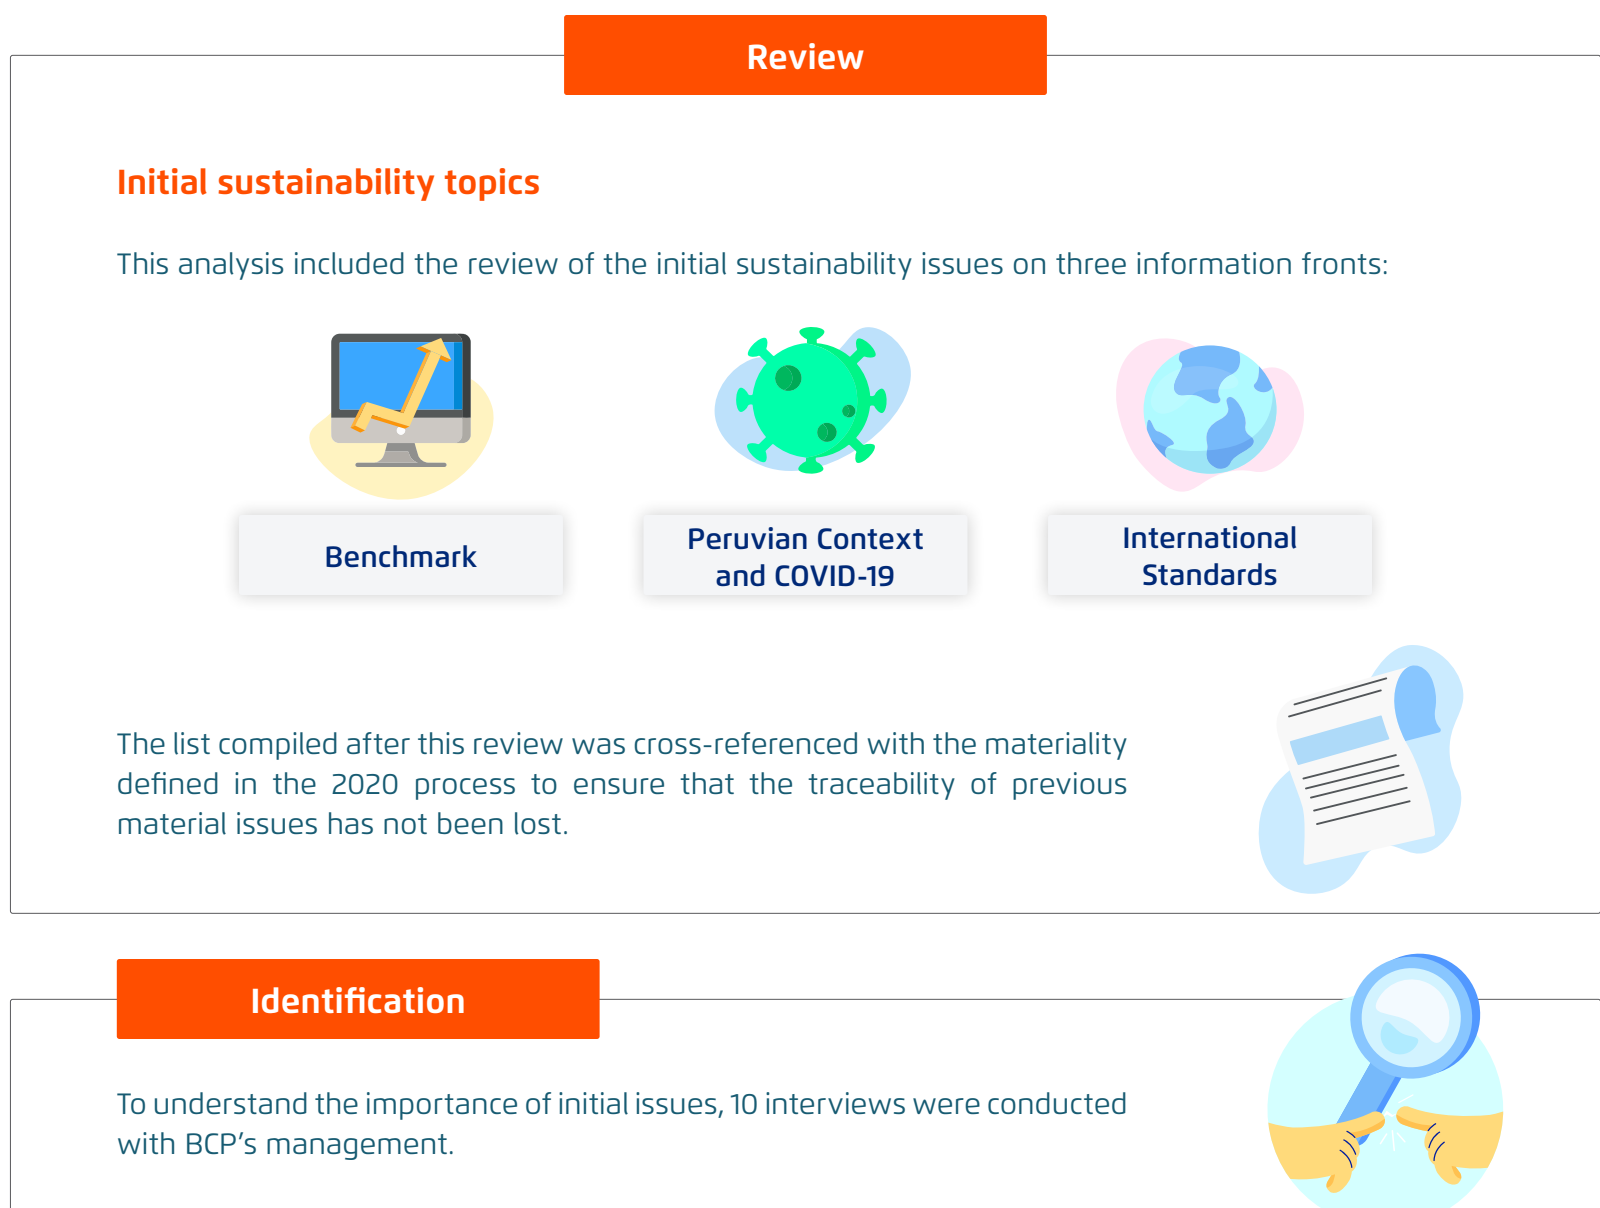 Review
Initial sustainability topics
This analysis included the review of the initial sustainability issues on three information fronts:
Benchmark
Peruvian Context
and COVID-19
International
Standards
The list compiled after this review was cross-referenced with the materiality
defined in the 2020 process to ensure that the traceability of previous
material issues has not been lost.
Identification
To understand the importance of initial issues, 10 interviews were conducted
with BCP’s management.